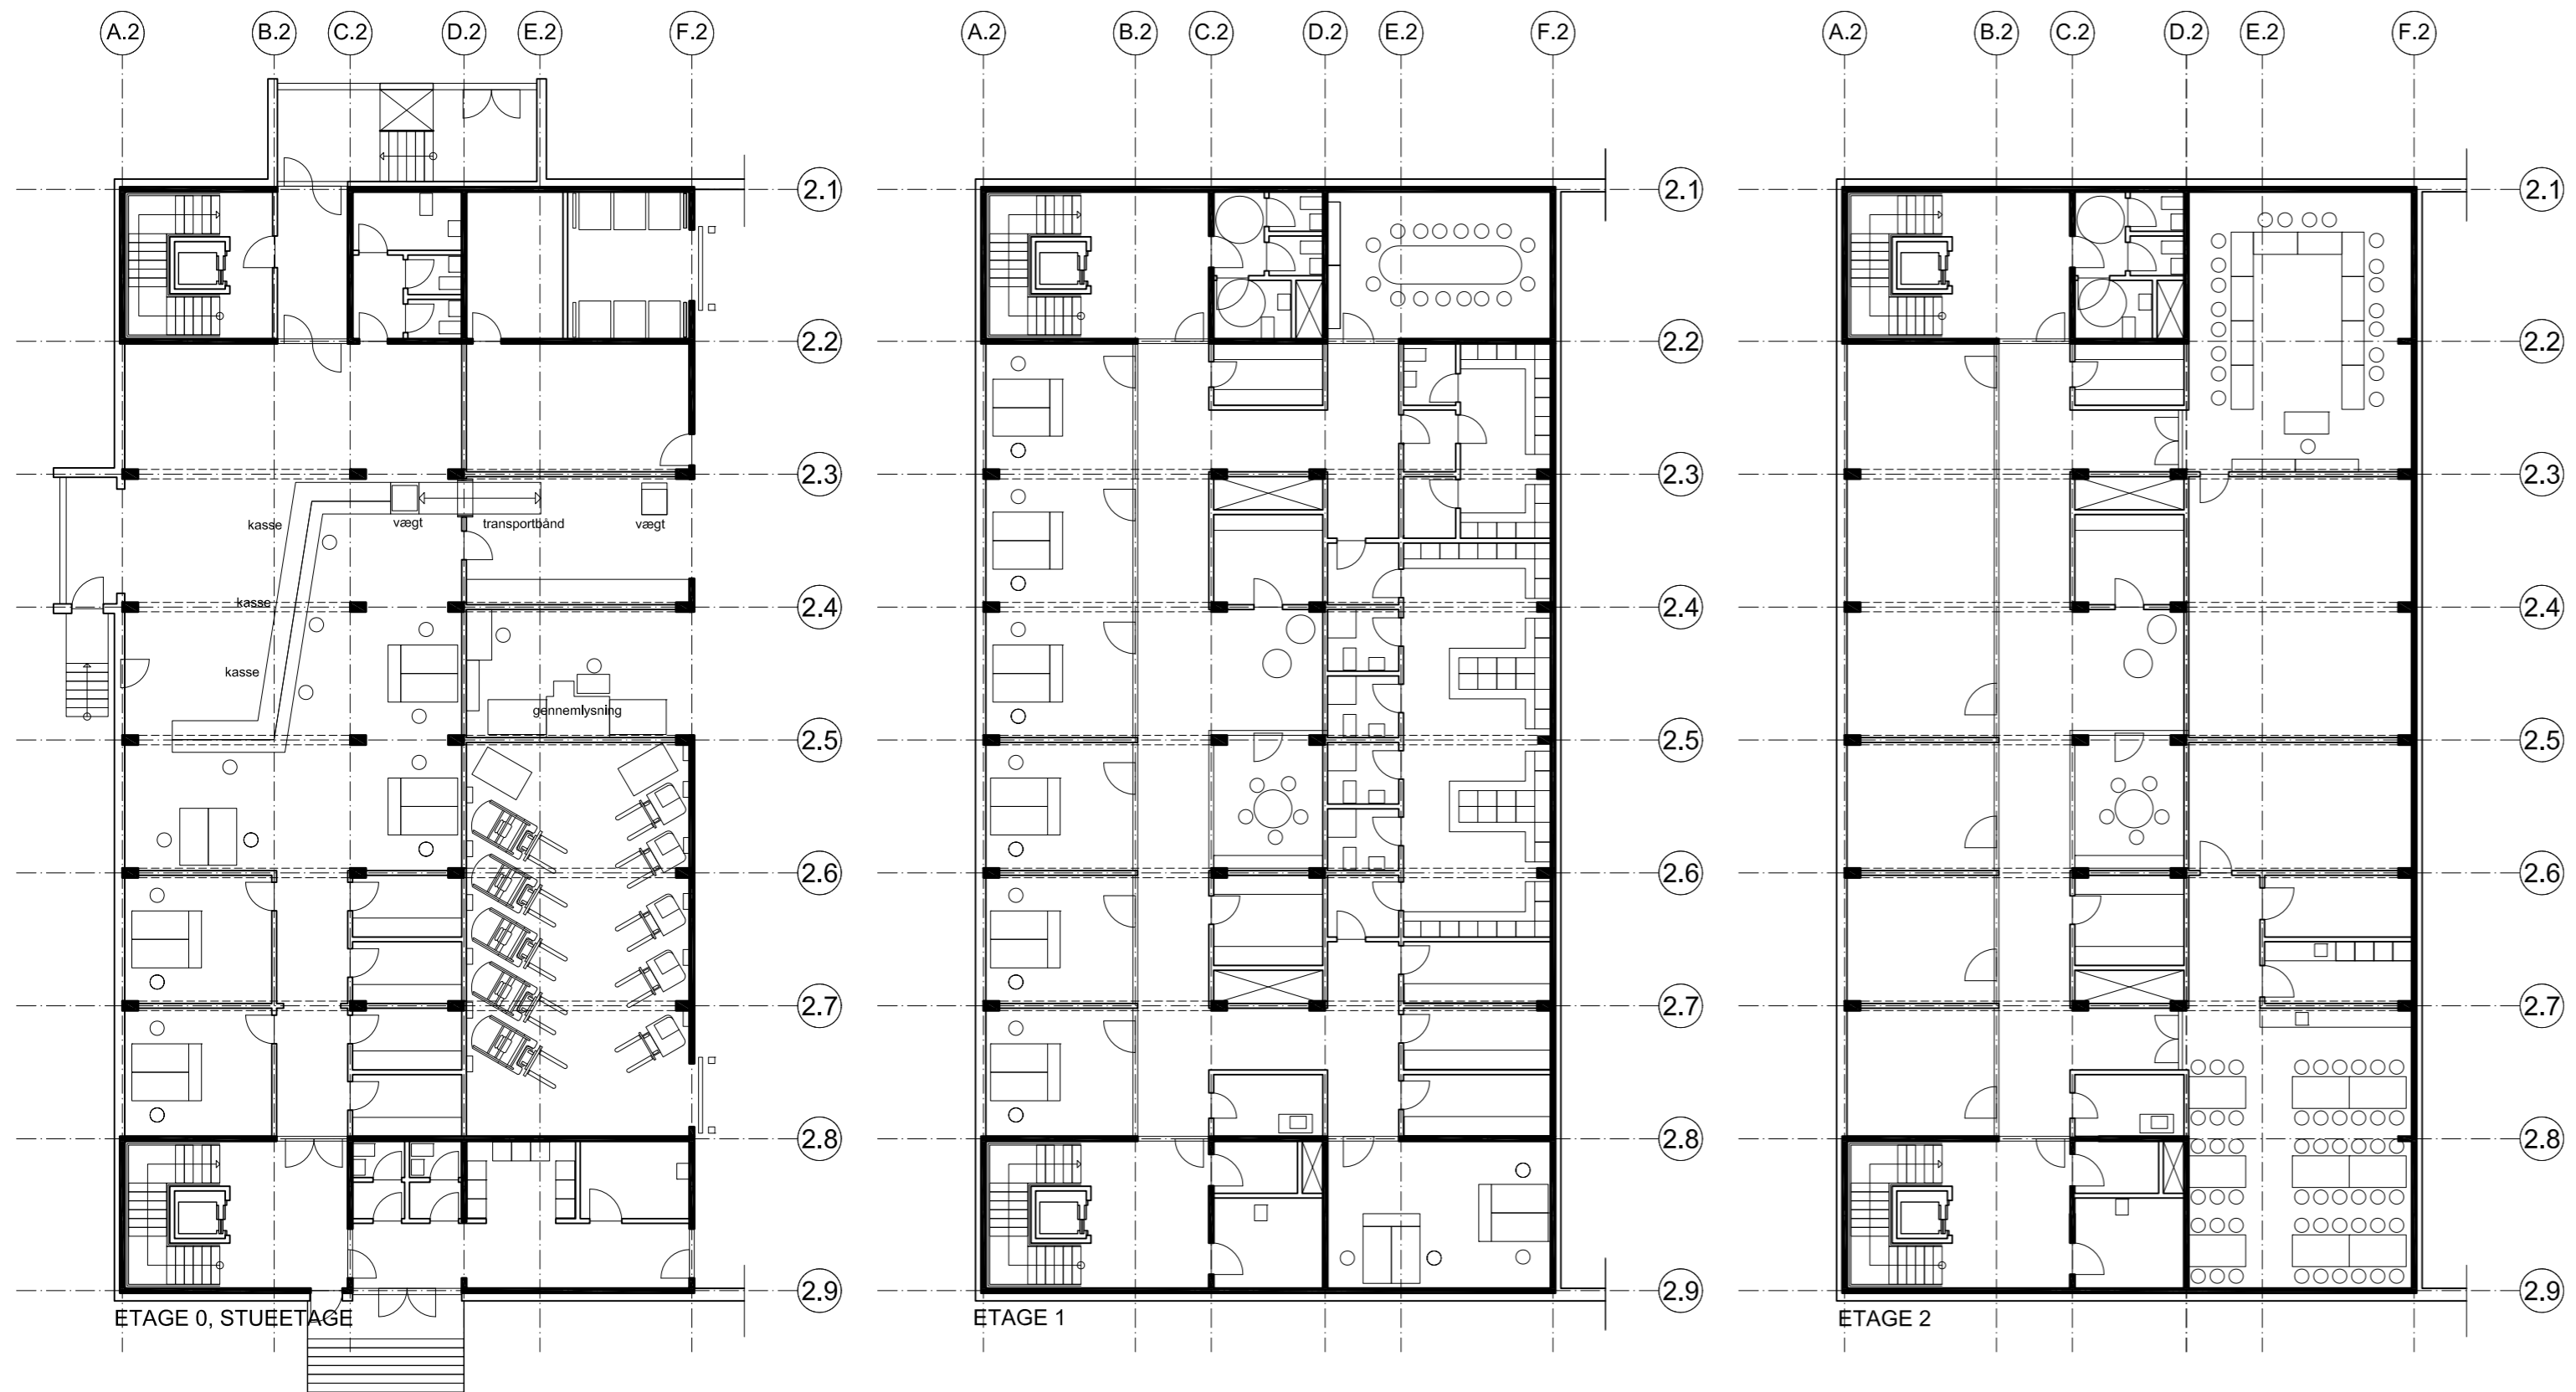 A.2 B.2 C.2 D.2 E.2 F.2 A.2 B.2 C.2 D.2 E.2 F.2 A.2 B.2 C.2 D.2 E.2 F.2
2.1 2.1 2.1
2.2 2.2 2.2
2.3 2.3 2.3
kasse vægt transportbånd vægt
kasse
2.4 2.4 2.4
kasse
gennemlysning
2.5 2.5 2.5
2.6 2.6 2.6
2.7 2.7 2.7
2.8 2.8 2.8
2.9 2.9 2.9
ETAGE 0, STUEETAGE ETAGE 1 ETAGE 2